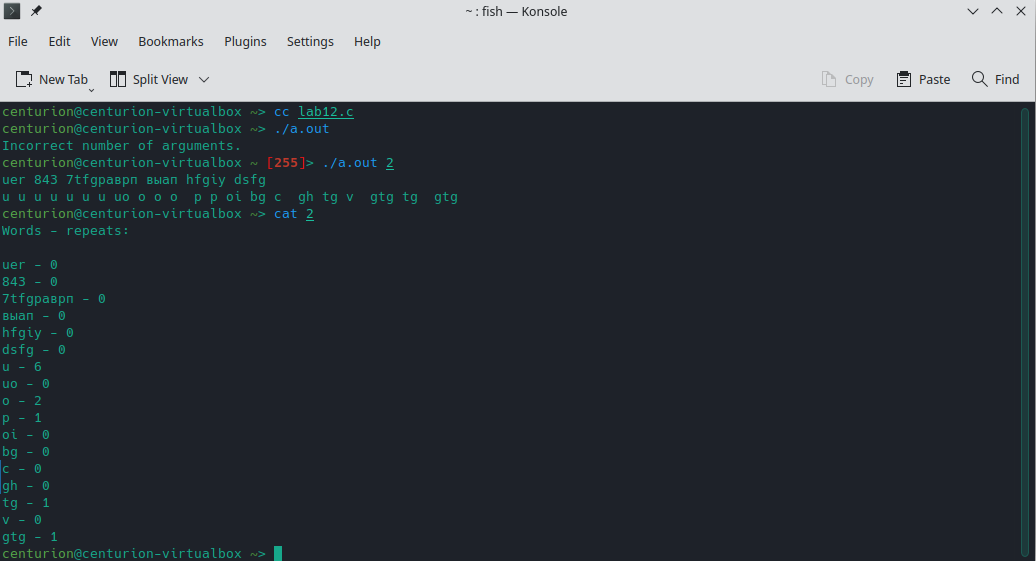 ~ : fish — Konsole
File Edit View Bookmarks Plugins Settings Help
New Tab Split View Copy Paste Find
centurion@centurion-virtualbox ~> cc lab12.c
centurion@centurion-virtualbox ~> ./a.out
Incorrect number of arguments.
centurion@centurion-virtualbox ~ [255]> ./a.out 2
uer 843 7tfgраврп выап hfgiy dsfg
u u u u u u u uo o o o  p p oi bg c  gh tg v  gtg tg  gtg
centurion@centurion-virtualbox ~> cat 2
Words - repeats:

uer - 0
843 - 0
7tfgраврп - 0
выап - 0
hfgiy - 0
dsfg - 0
u - 6
uo - 0
o - 2
p - 1
oi - 0
bg - 0
c - 0
gh - 0
tg - 1
v - 0
gtg - 1
centurion@centurion-virtualbox ~>